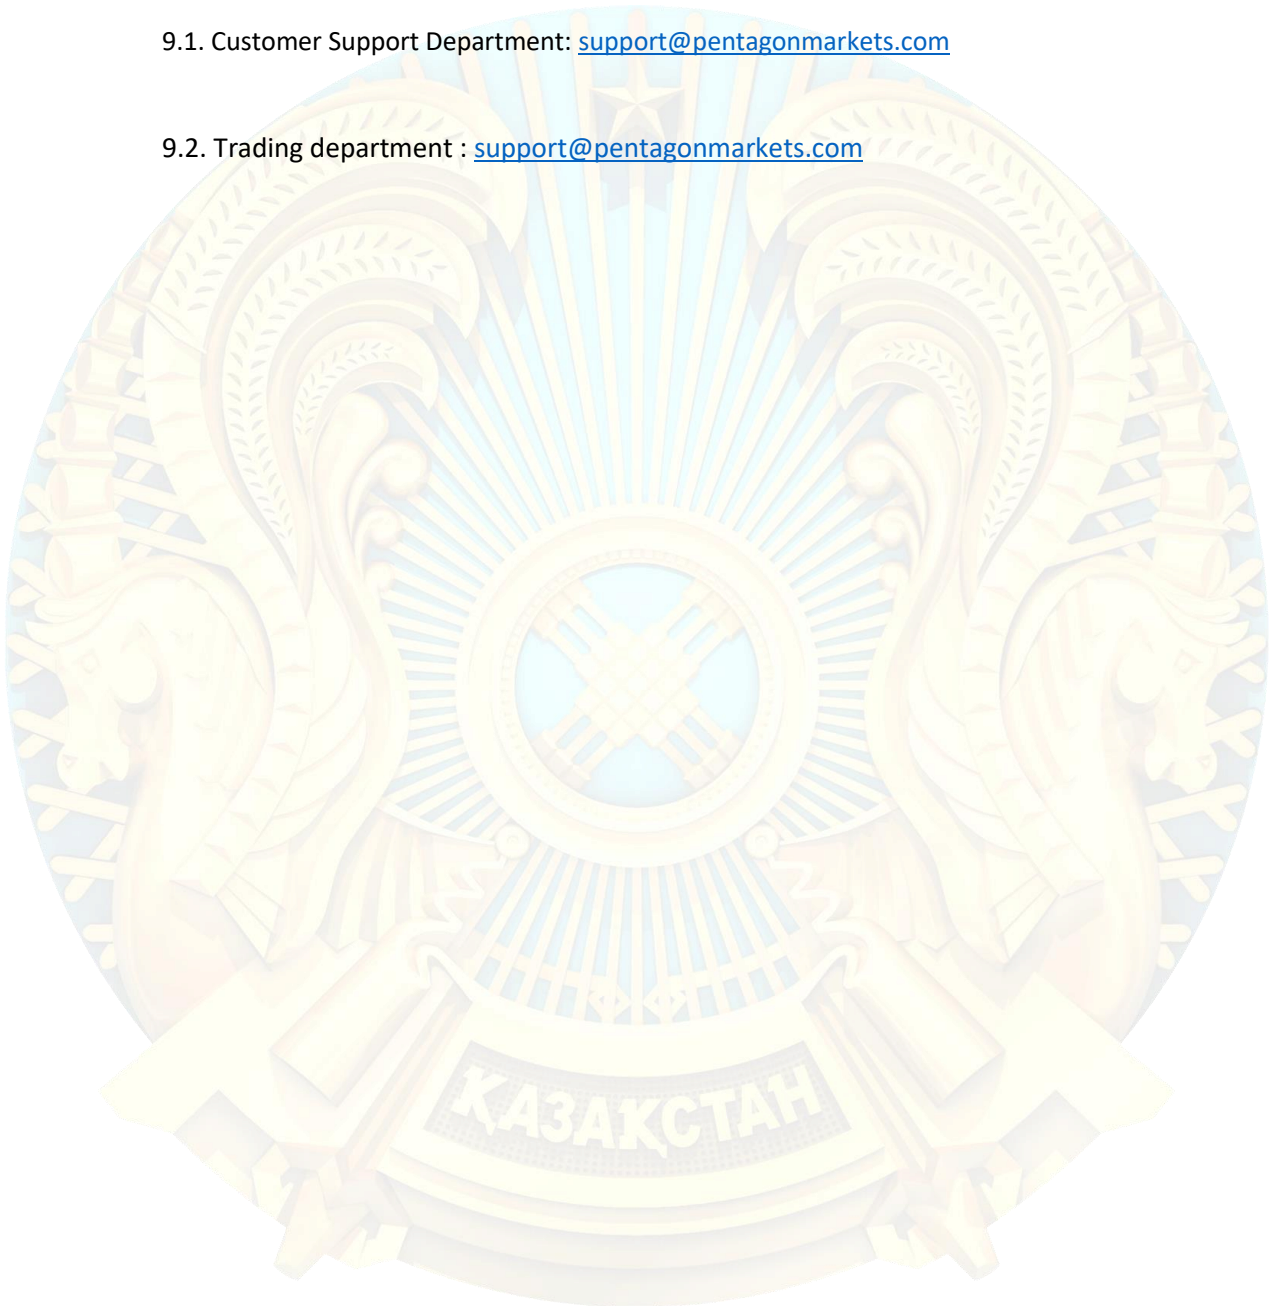 9.1. Customer Support Department: support@pentagonmarkets.com
9.2. Trading department : support@pentagonmarkets.com
ҚАЗАҚСТАН